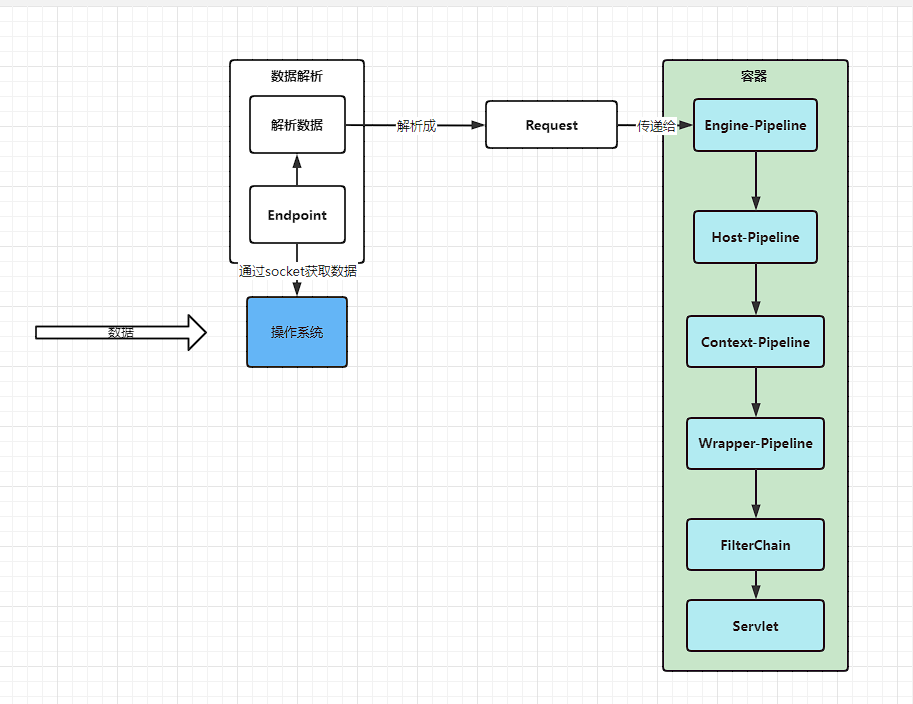 数据解析
解析数据
解析成
Request
传递给
Endpoint
通过socket获取数据
数据
操作系统
容器
Engine-Pipeline
Host-Pipeline
Context-Pipeline
Wrapper-Pipeline
FilterChain
Servlet